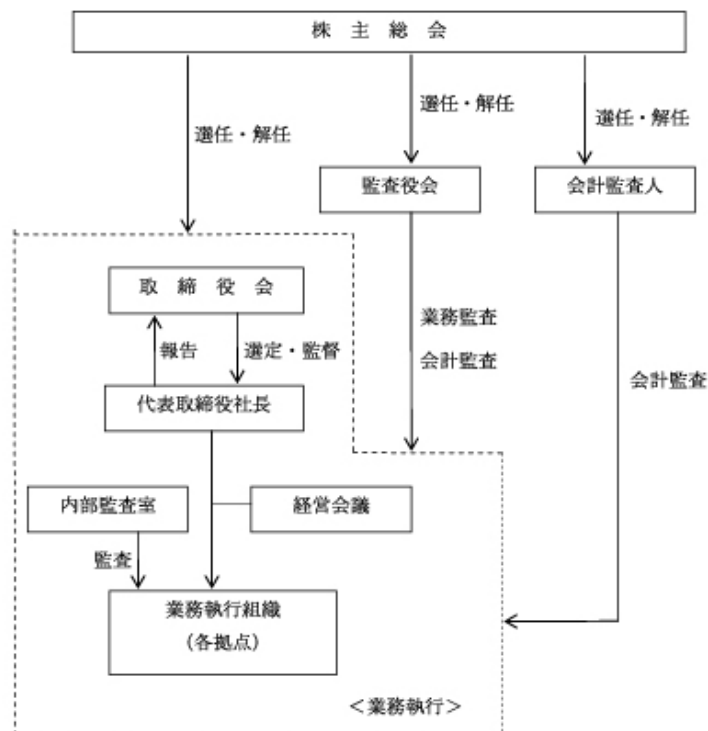 株 主 総 会
選任・解任
選任・解任
選任・解任
監査役会
会計監査人
取 締 役 会
業務監査
報告
選定・監督
会計監査
会計監査
代表取締役社長
内部監査室
経営会議
監査
業務執行組織
(各拠点)
＜業務執行＞